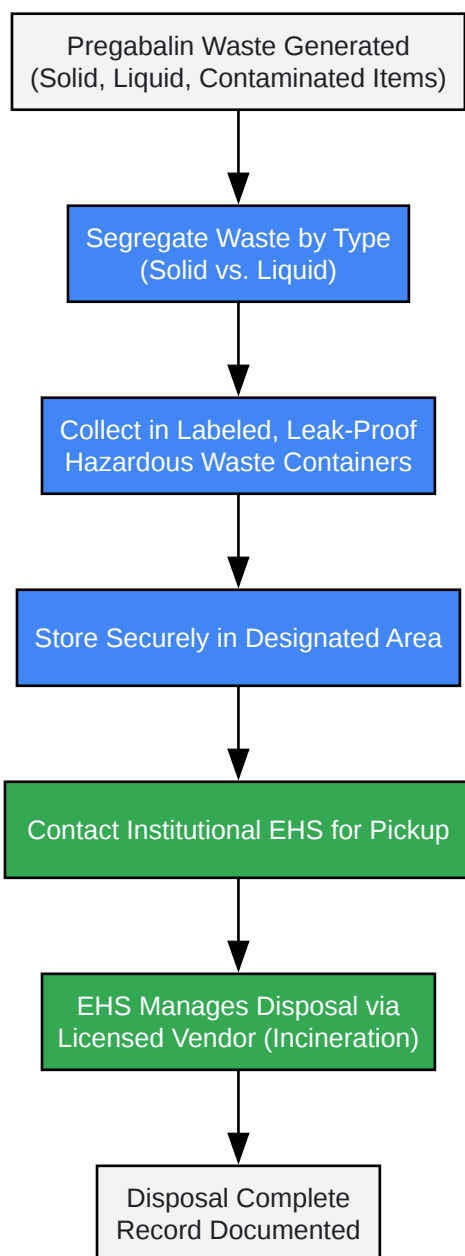 Pregabalin Waste Generated
(Solid, Liquid, Contaminated Items)
Segregate Waste by Type
(Solid vs. Liquid)
Collect in Labeled, Leak-Proof
Hazardous Waste Containers
Store Securely in Designated Area
Contact Institutional EHS for Pickup
EHS Manages Disposal via
Licensed Vendor (Incineration)
Disposal Complete
Record Documented